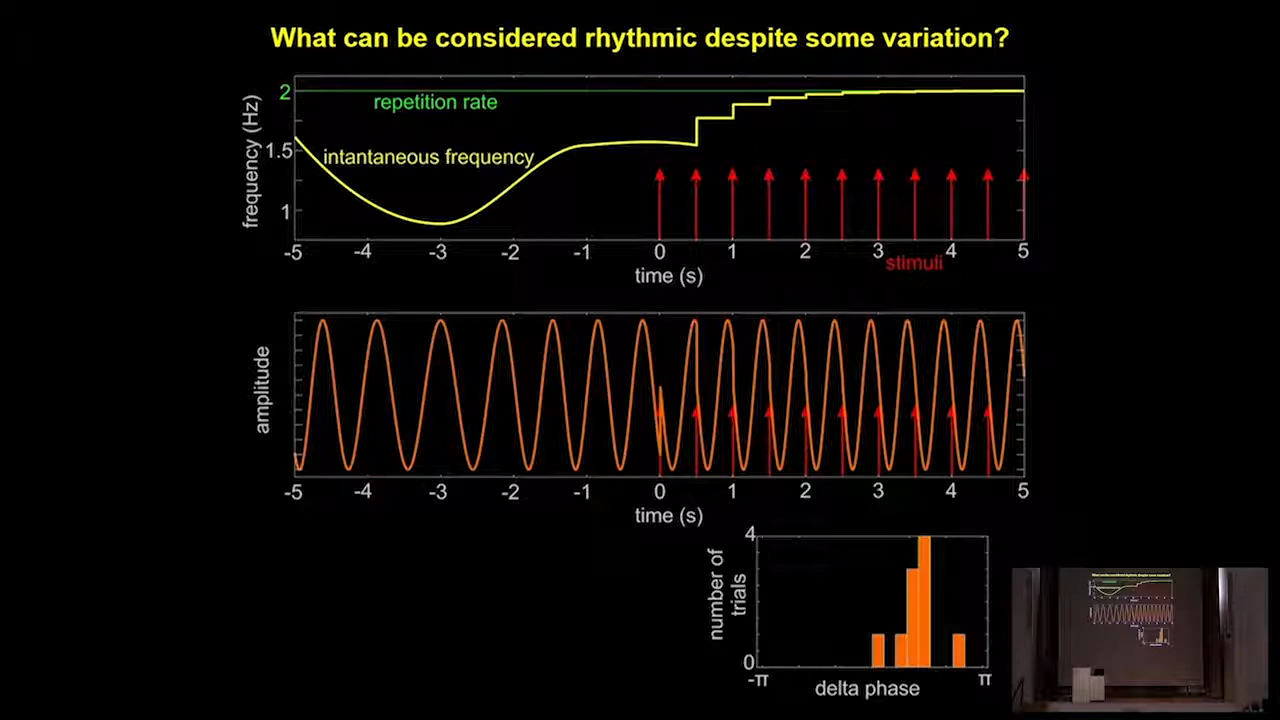 What can be considered rhythmic despite some variation?
2
1.5
1
frequency (Hz)
repetition rate
intantaneous frequency
-5 -4 -3 -2 -1 0 1 2 3 4 5
time (s)
stimuli
amplitude
-5 -4 -3 -2 -1 0 1 2 3 4 5
time (s)
number of
trials
4
0
-π π
delta phase